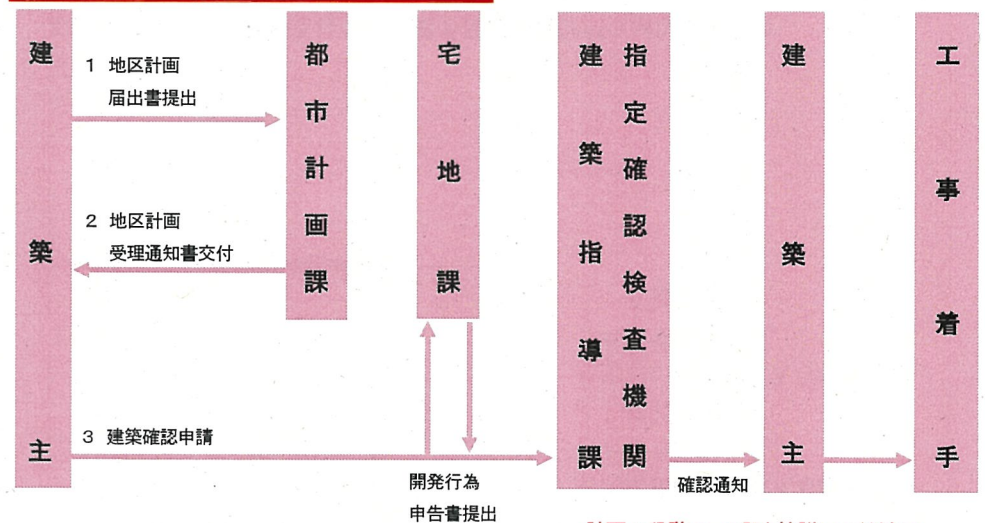 建築主
1 地区計画
届出書提出
2 地区計画
受理通知書交付
3 建築確認申請
都市計画課
宅地課
開発行為
申告書提出
指定確認検査機関
建築指導課
確認通知
建築主
工事着手